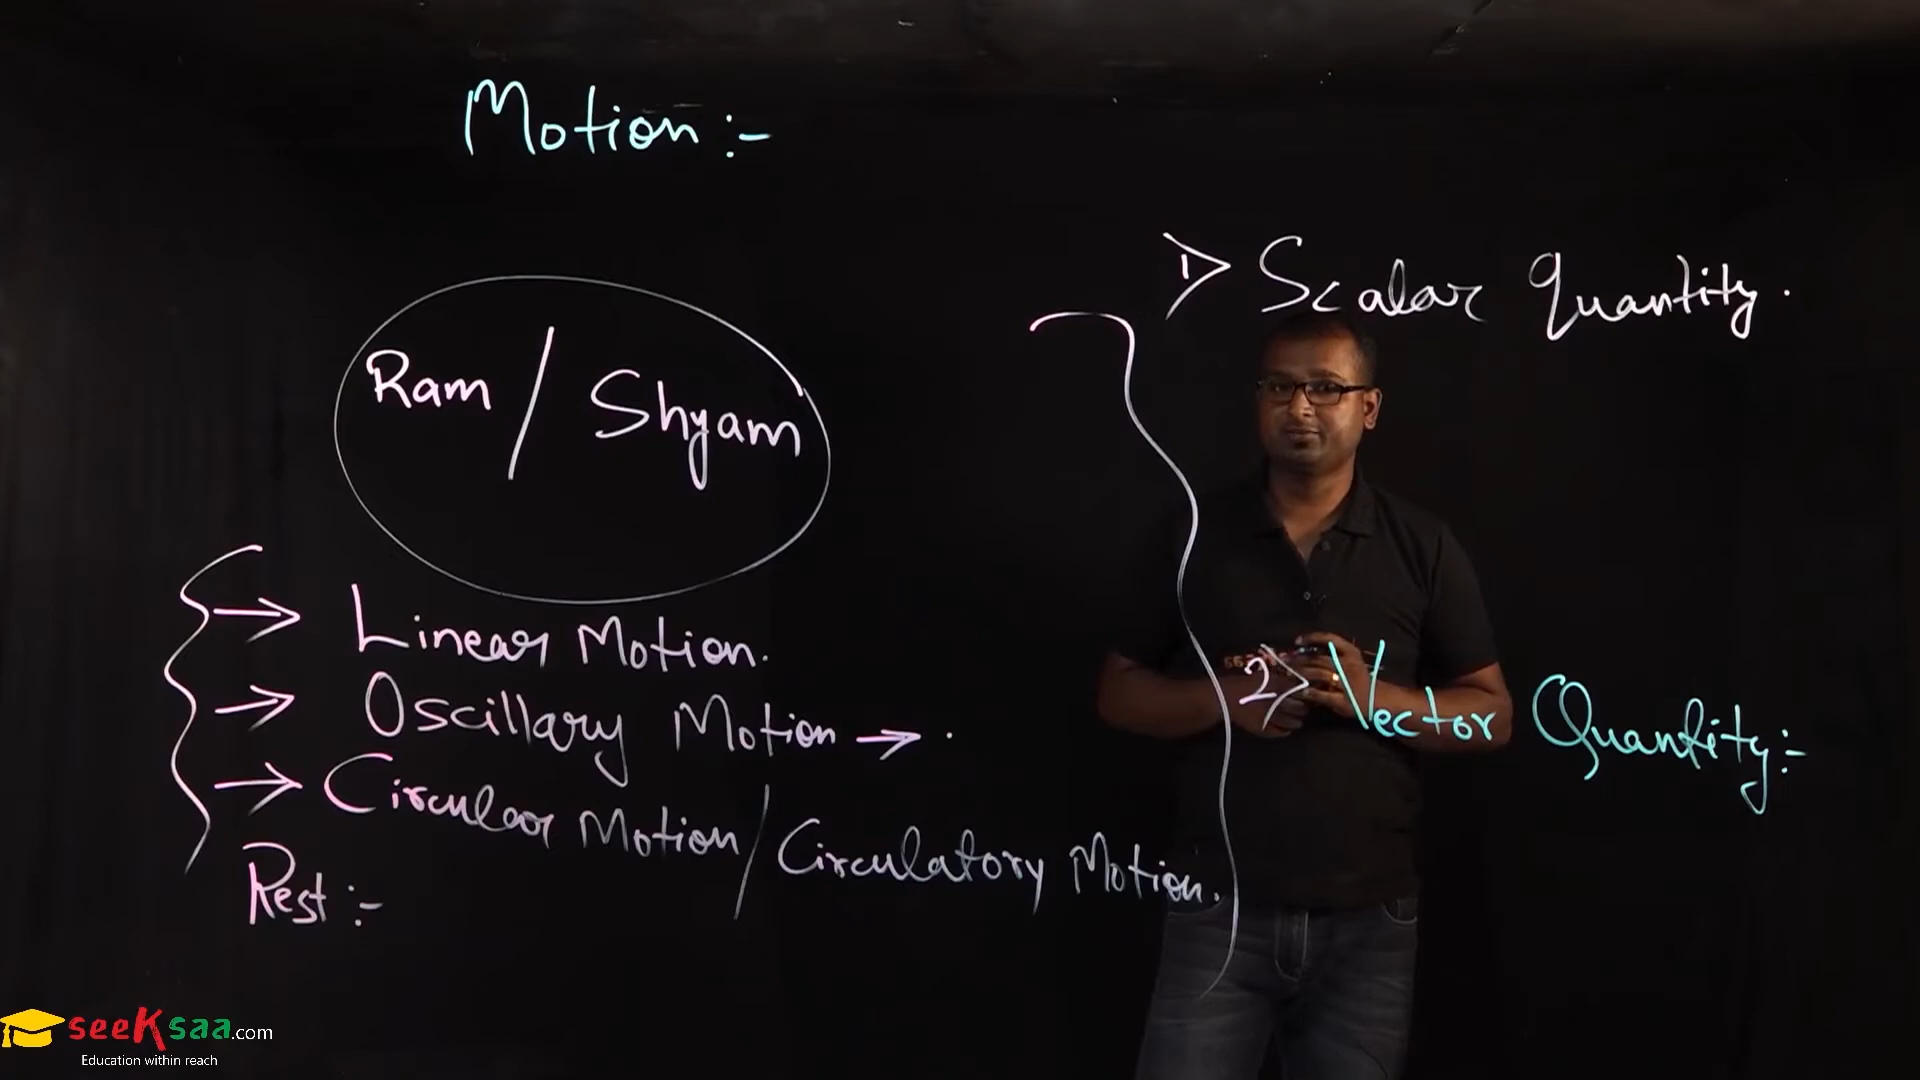 Motion :-
1> Scalar Quantity.
Ram / Shyam
→ Linear Motion.
→ Oscillary Motion → .
2> Vector Quantity :-
→ Circular Motion / Circulatory Motion.
Rest :-
seeKsaa.com
Education within reach